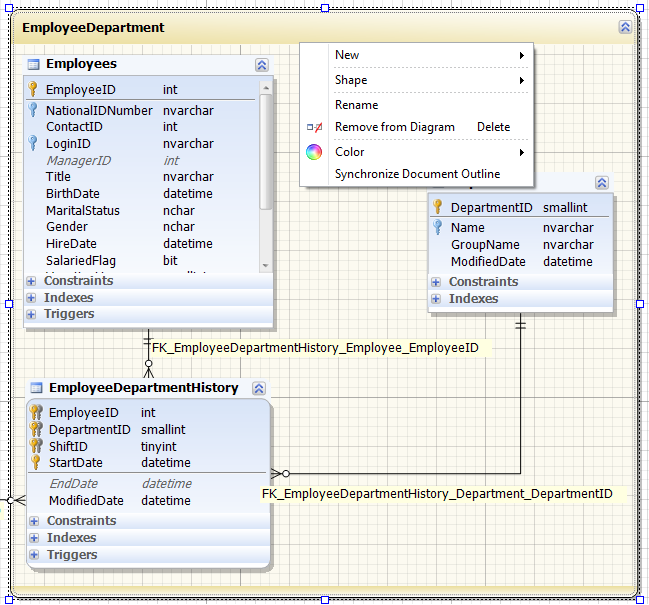 EmployeeDepartment
Employees
EmployeeID int
NationalIDNumber nvarchar
ContactID int
LoginID nvarchar
ManagerID int
Title nvarchar
BirthDate datetime
MaritalStatus nchar
Gender nchar
HireDate datetime
SalariedFlag bit
Constraints
Indexes
Triggers
New
Shape
Rename
Remove from Diagram Delete
Color
Synchronize Document Outline
DepartmentID smallint
Name nvarchar
GroupName nvarchar
ModifiedDate datetime
Constraints
Indexes
FK_EmployeeDepartmentHistory_Employee_EmployeeID
EmployeeDepartmentHistory
EmployeeID int
DepartmentID smallint
ShiftID tinyint
StartDate datetime
EndDate datetime
ModifiedDate datetime
Constraints
Indexes
Triggers
FK_EmployeeDepartmentHistory_Department_DepartmentID